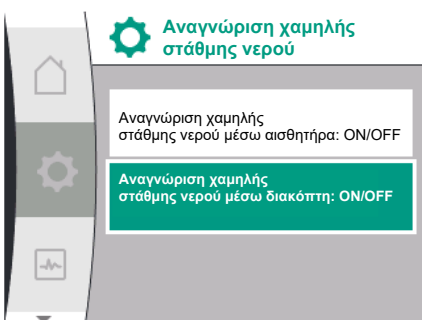 Αναγνώριση χαμηλής
στάθμης νερού
Αναγνώριση χαμηλής
στάθμης νερού μέσω αισθητήρα: ON/OFF
Αναγνώριση χαμηλής
στάθμης νερού μέσω διακόπτη: ON/OFF